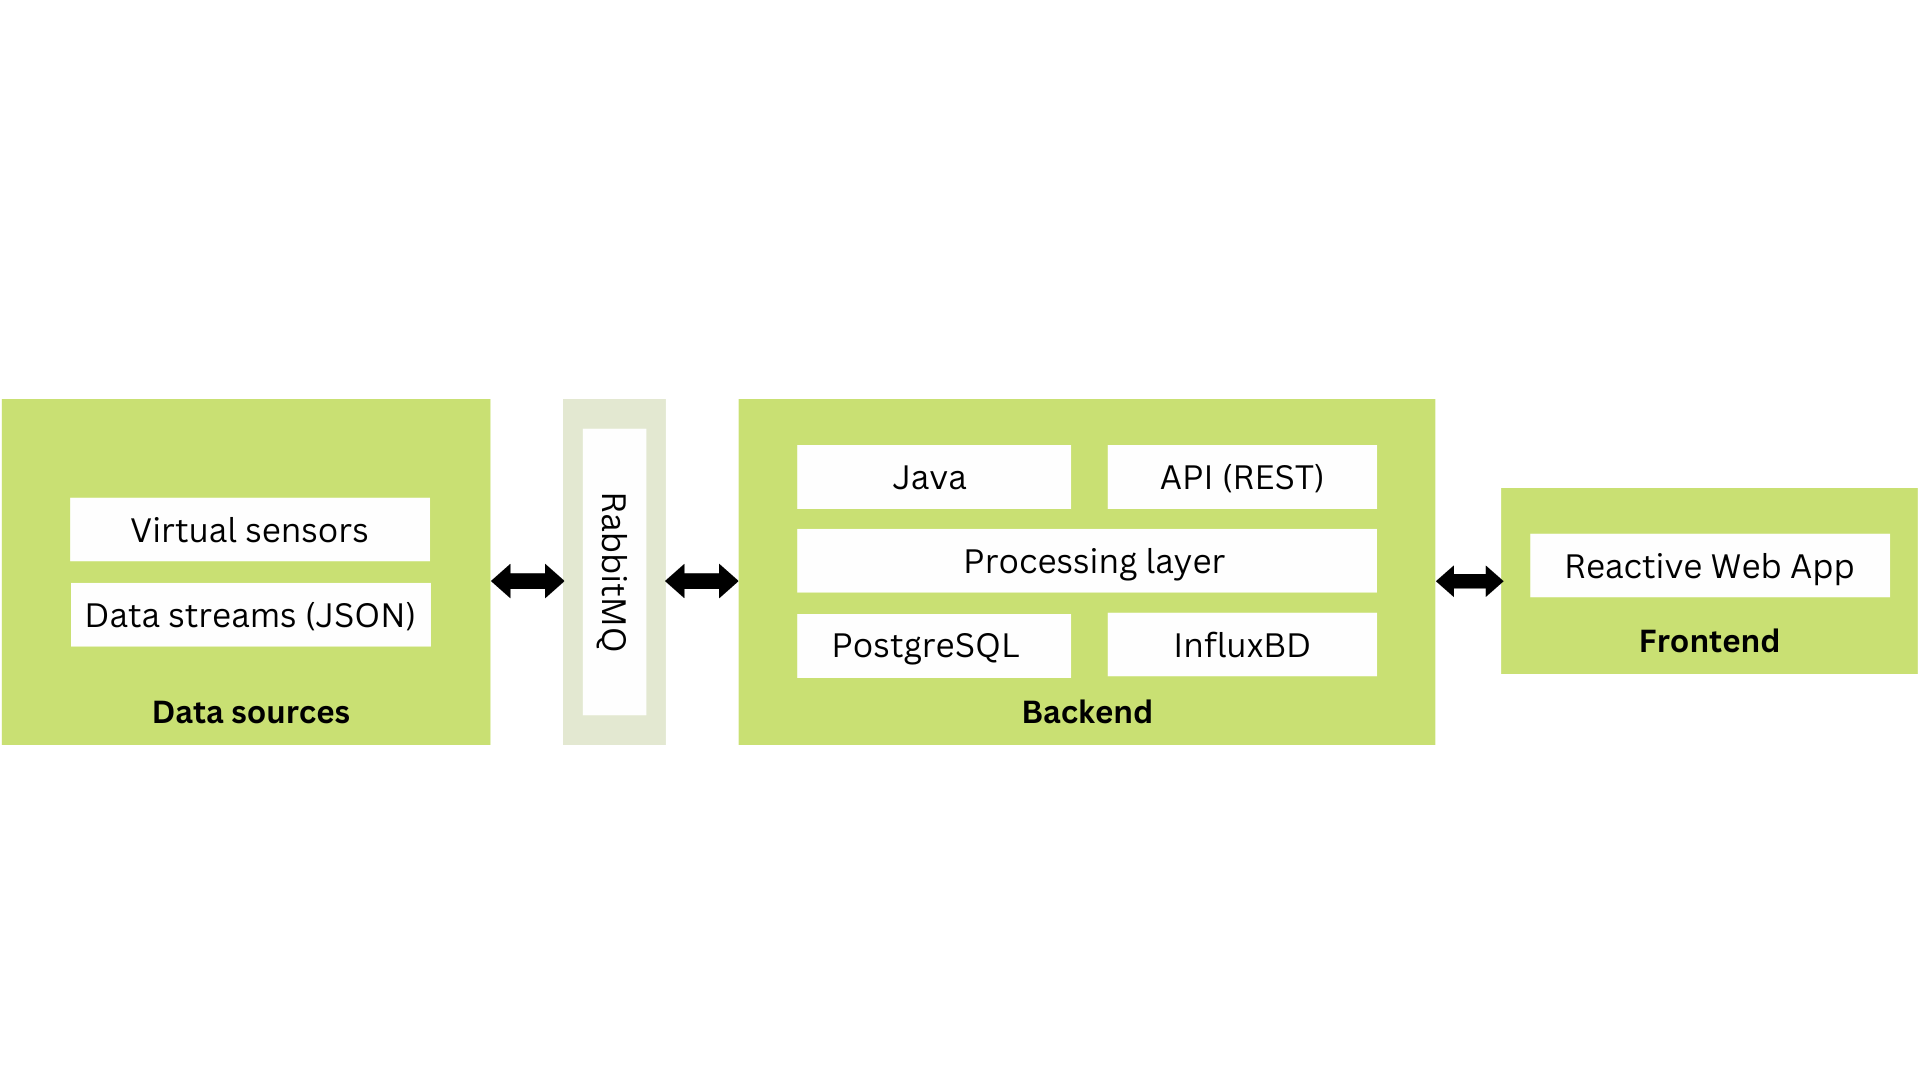 Virtual sensors
Data streams (JSON)
Data sources
RabbitMQ
Java
API (REST)
Processing layer
PostgreSQL
InfluxBD
Backend
Reactive Web App
Frontend